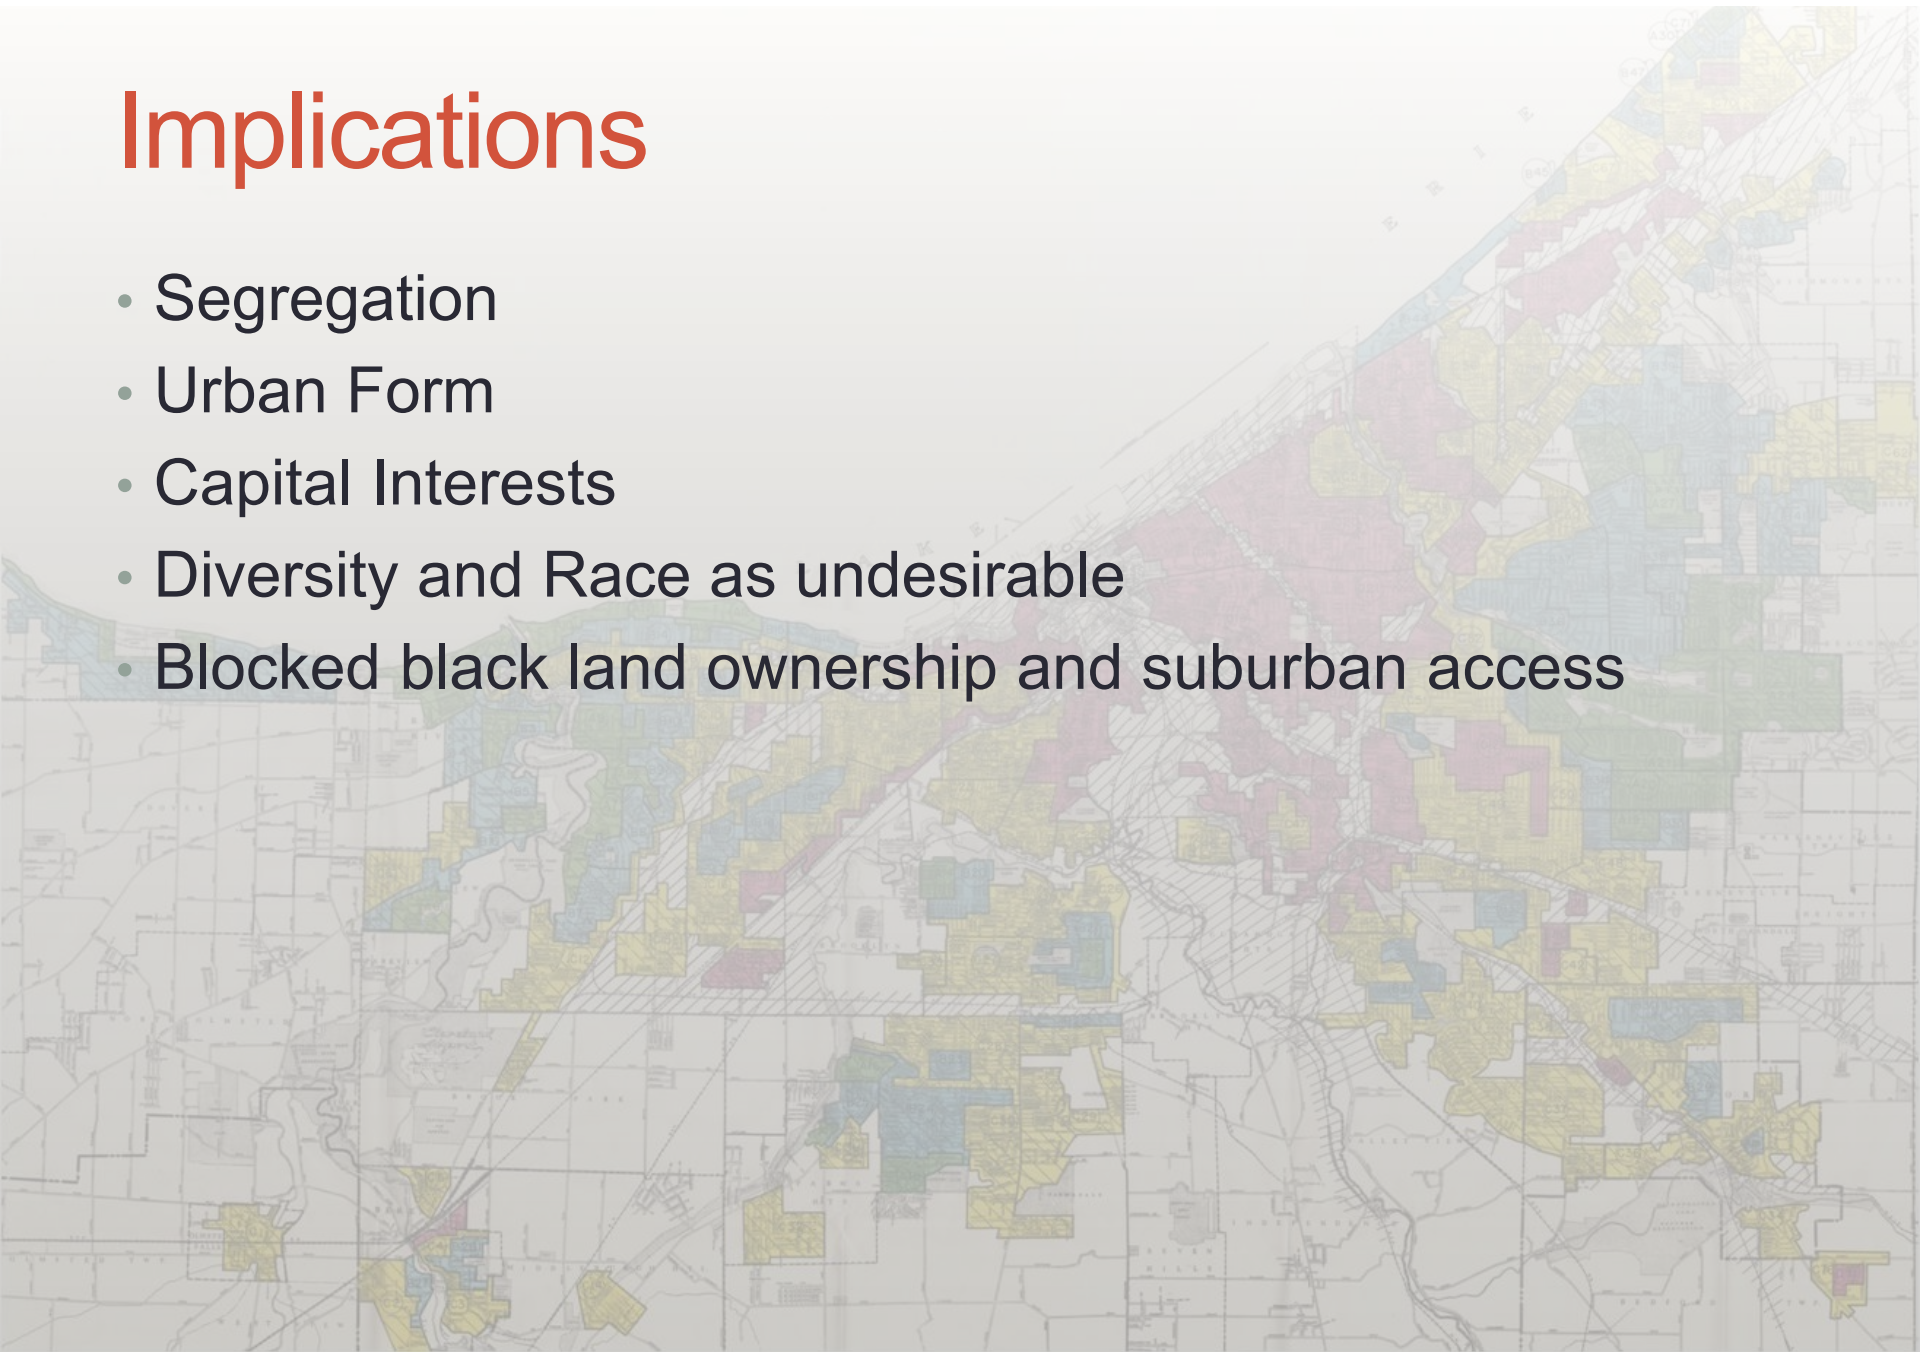 Implications
• Segregation
• Urban Form
• Capital Interests
• Diversity and Race as undesirable
• Blocked black land ownership and suburban access